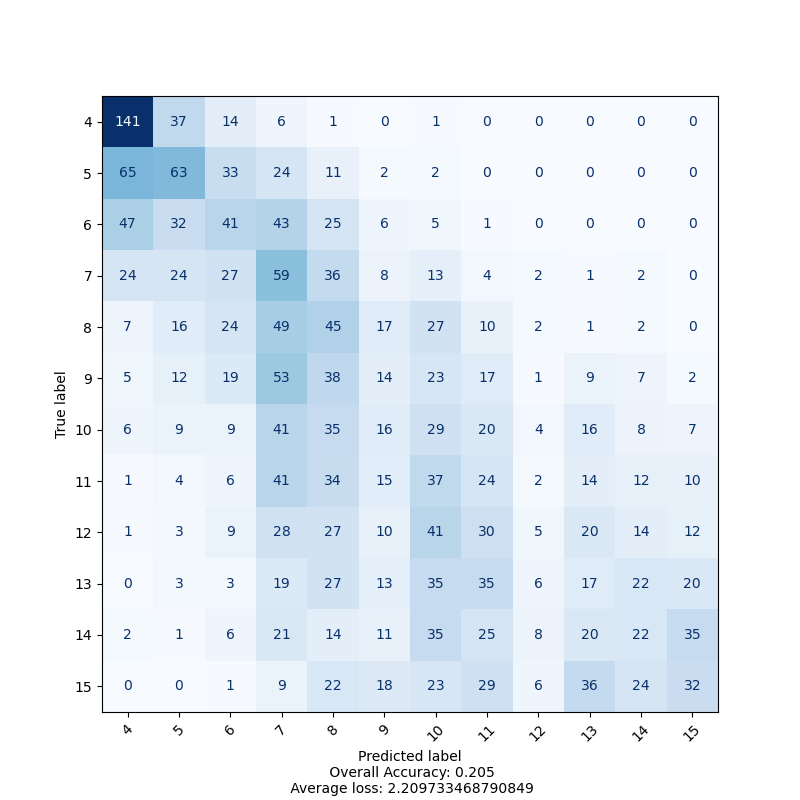 4 141 37 14 6 1 0 1 0 0 0 0 0
5 65 63 33 24 11 2 2 0 0 0 0 0
6 47 32 41 43 25 6 5 1 0 0 0 0
7 24 24 27 59 36 8 13 4 2 1 2 0
8 7 16 24 49 45 17 27 10 2 1 2 0
9 5 12 19 53 38 14 23 17 1 9 7 2
True label
10 6 9 9 41 35 16 29 20 4 16 8 7
11 1 4 6 41 34 15 37 24 2 14 12 10
12 1 3 9 28 27 10 41 30 5 20 14 12
13 0 3 3 19 27 13 35 35 6 17 22 20
14 2 1 6 21 14 11 35 25 8 20 22 35
15 0 0 1 9 22 18 23 29 6 36 24 32
4 5 6 7 8 9 10 11 12 13 14 15
Predicted label
Overall Accuracy: 0.205
Average loss: 2.209733468790849